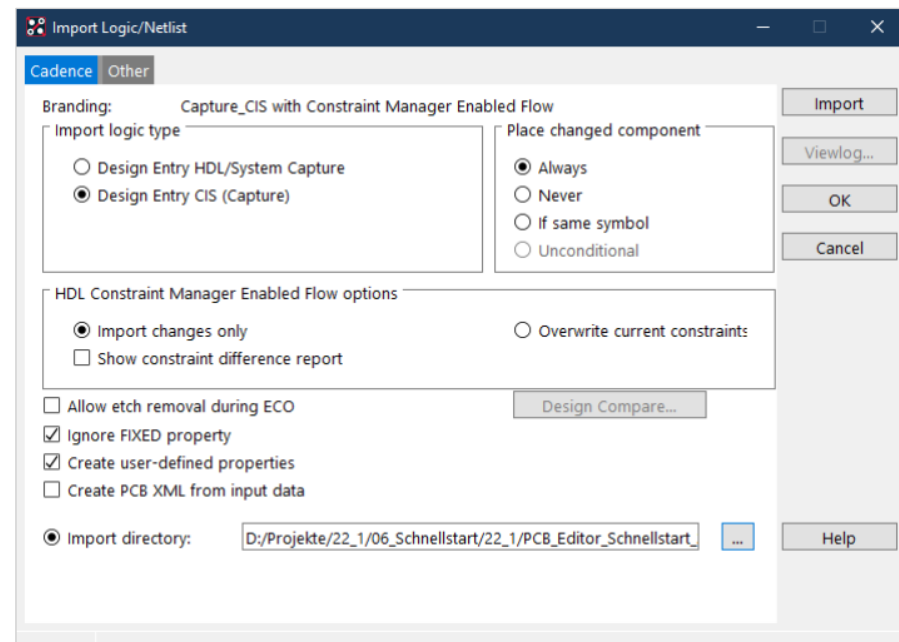 Import Logic/Netlist
Cadence Other
Branding: Capture_CIS with Constraint Manager Enabled Flow
Import
Import logic type
Place changed component
Viewlog...
Design Entry HDL/System Capture
Always
Design Entry CIS (Capture)
Never
OK
If same symbol
Unconditional
Cancel
HDL Constraint Manager Enabled Flow options
Import changes only
Overwrite current constraints
Show constraint difference report
Allow etch removal during ECO
Design Compare...
Ignore FIXED property
Create user-defined properties
Create PCB XML from input data
Import directory: D:/Projekte/22_1/06_Schnellstart/22_1/PCB_Editor_Schnellstart_ ... Help